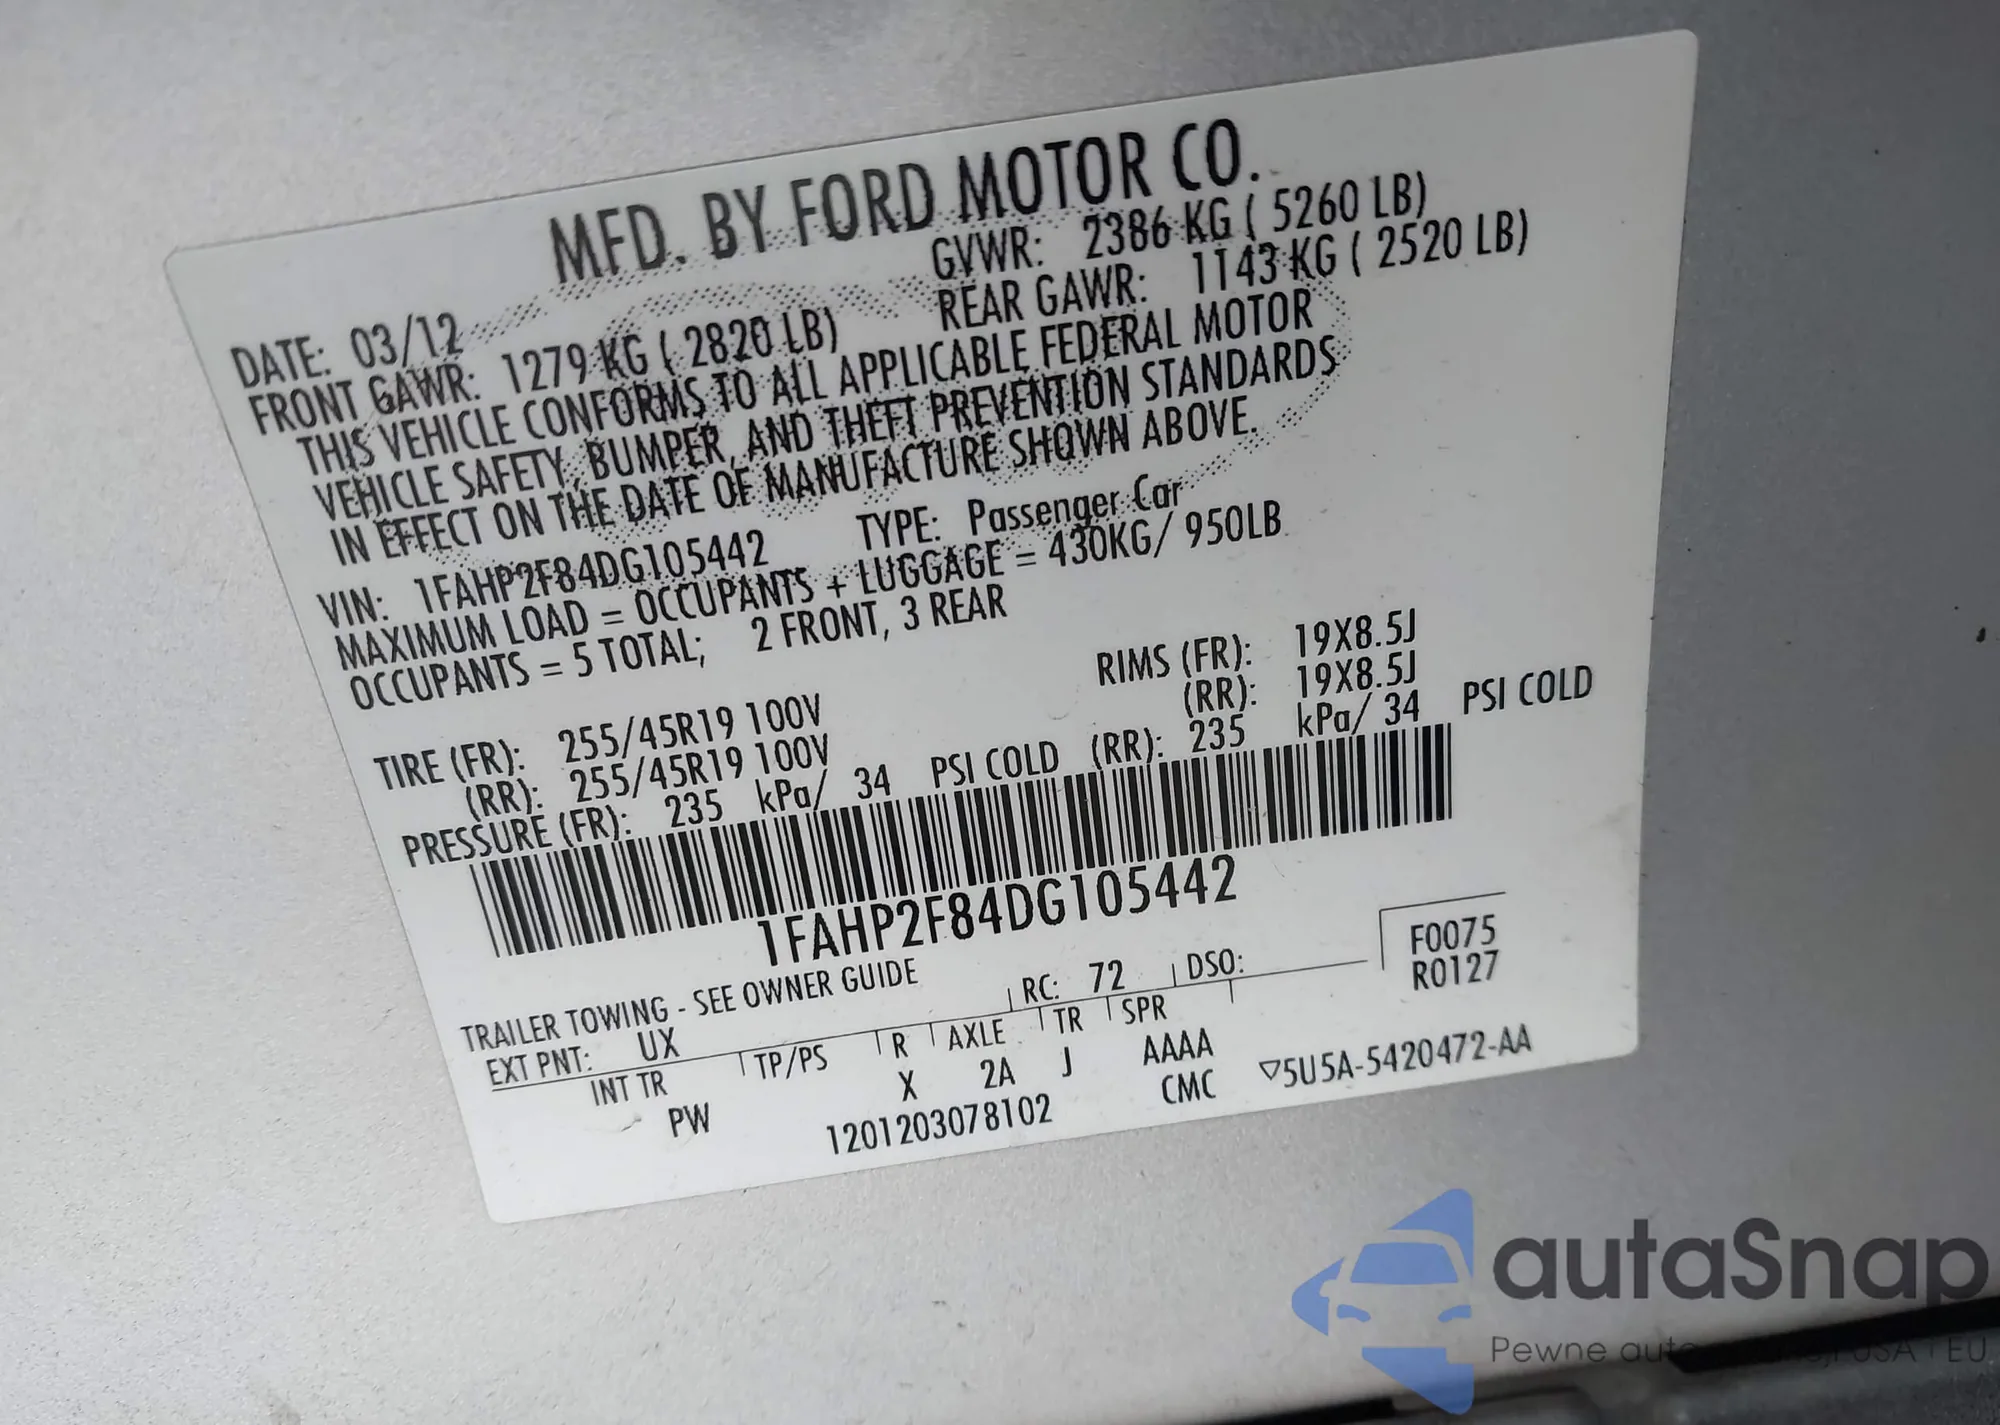 MFD. BY FORD MOTOR CO.
DATE: 03/12 GVWR: 2386 KG ( 5260 LB)
FRONT GAWR: 1279 KG ( 2820 LB) REAR GAWR: 1143 KG ( 2520 LB)
THIS VEHICLE CONFORMS TO ALL APPLICABLE FEDERAL MOTOR
VEHICLE SAFETY, BUMPER, AND THEFT PREVENTION STANDARDS
IN EFFECT ON THE DATE OF MANUFACTURE SHOWN ABOVE.
VIN: 1FAHP2F84DG105442 TYPE: Passenger Car
MAXIMUM LOAD = OCCUPANTS + LUGGAGE = 430KG/ 950LB
OCCUPANTS = 5 TOTAL; 2 FRONT, 3 REAR
TIRE (FR): 255/45R19 100V RIMS (FR): 19X8.5J
(RR): 255/45R19 100V (RR): 19X8.5J
PRESSURE (FR): 235 kPa/ 34 PSI COLD (RR): 235 kPa/ 34 PSI COLD
1FAHP2F84DG105442
TRAILER TOWING - SEE OWNER GUIDE
F0075
R0127
EXT PNT: UX RC: 72 DSO:
INT TR TP/PS R AXLE TR SPR
PW X 2A J AAAA
1201203078102 CMC ▽5U5A-5420472-AA
autaSnap
Pewne auta USA i EU